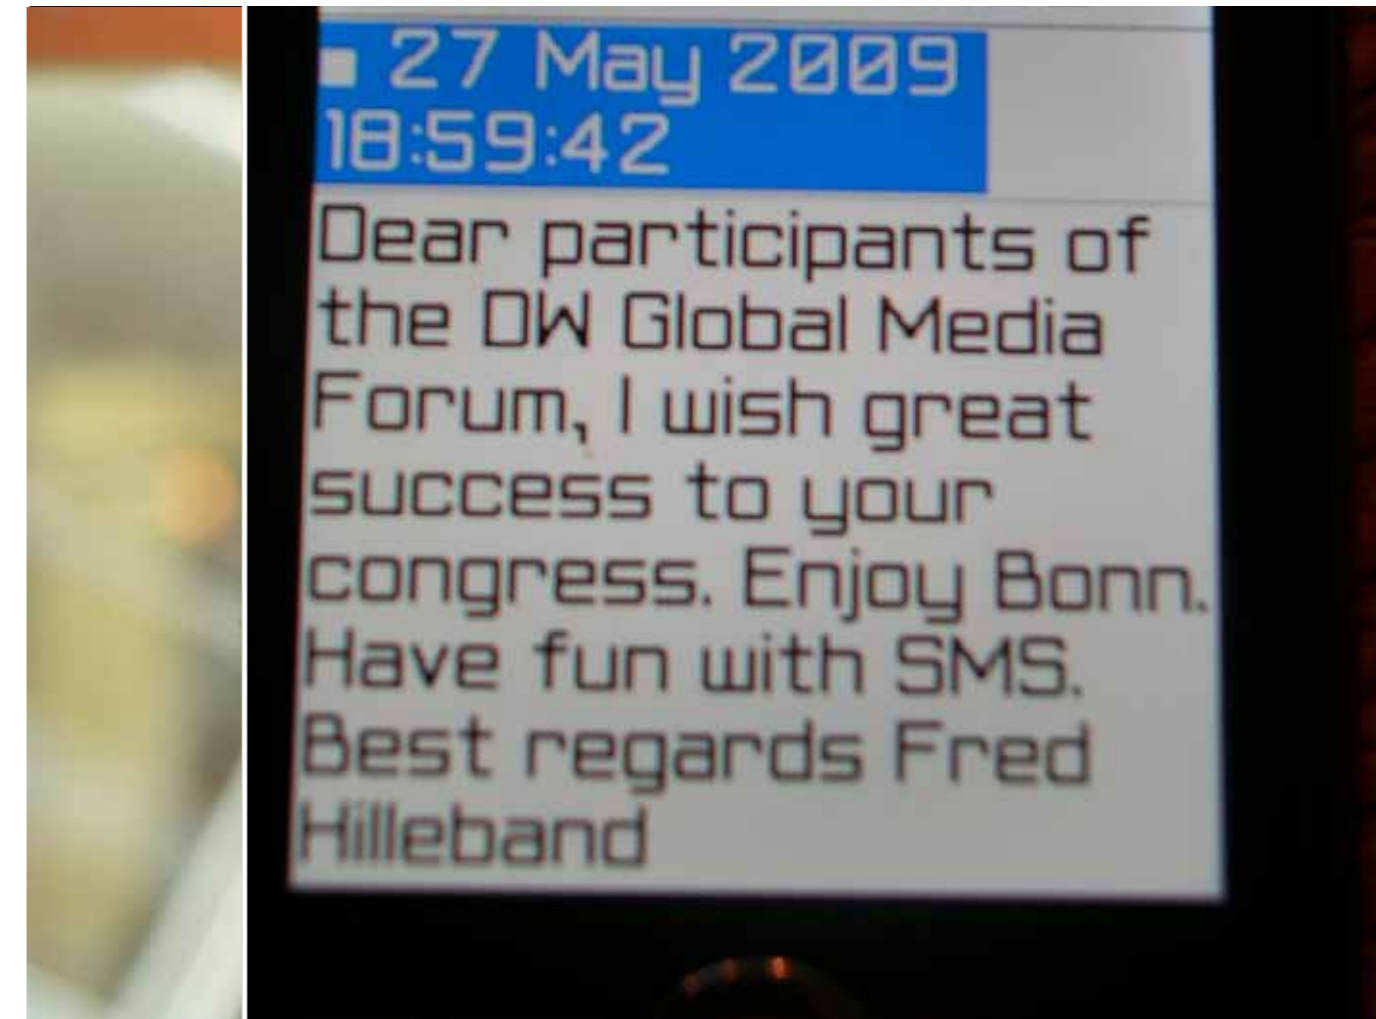 27 May 2009
18:59:42
Dear participants of
the DW Global Media
Forum, I wish great
success to your
congress. Enjoy Bonn.
Have fun with SMS.
Best regards Fred
Hilleband